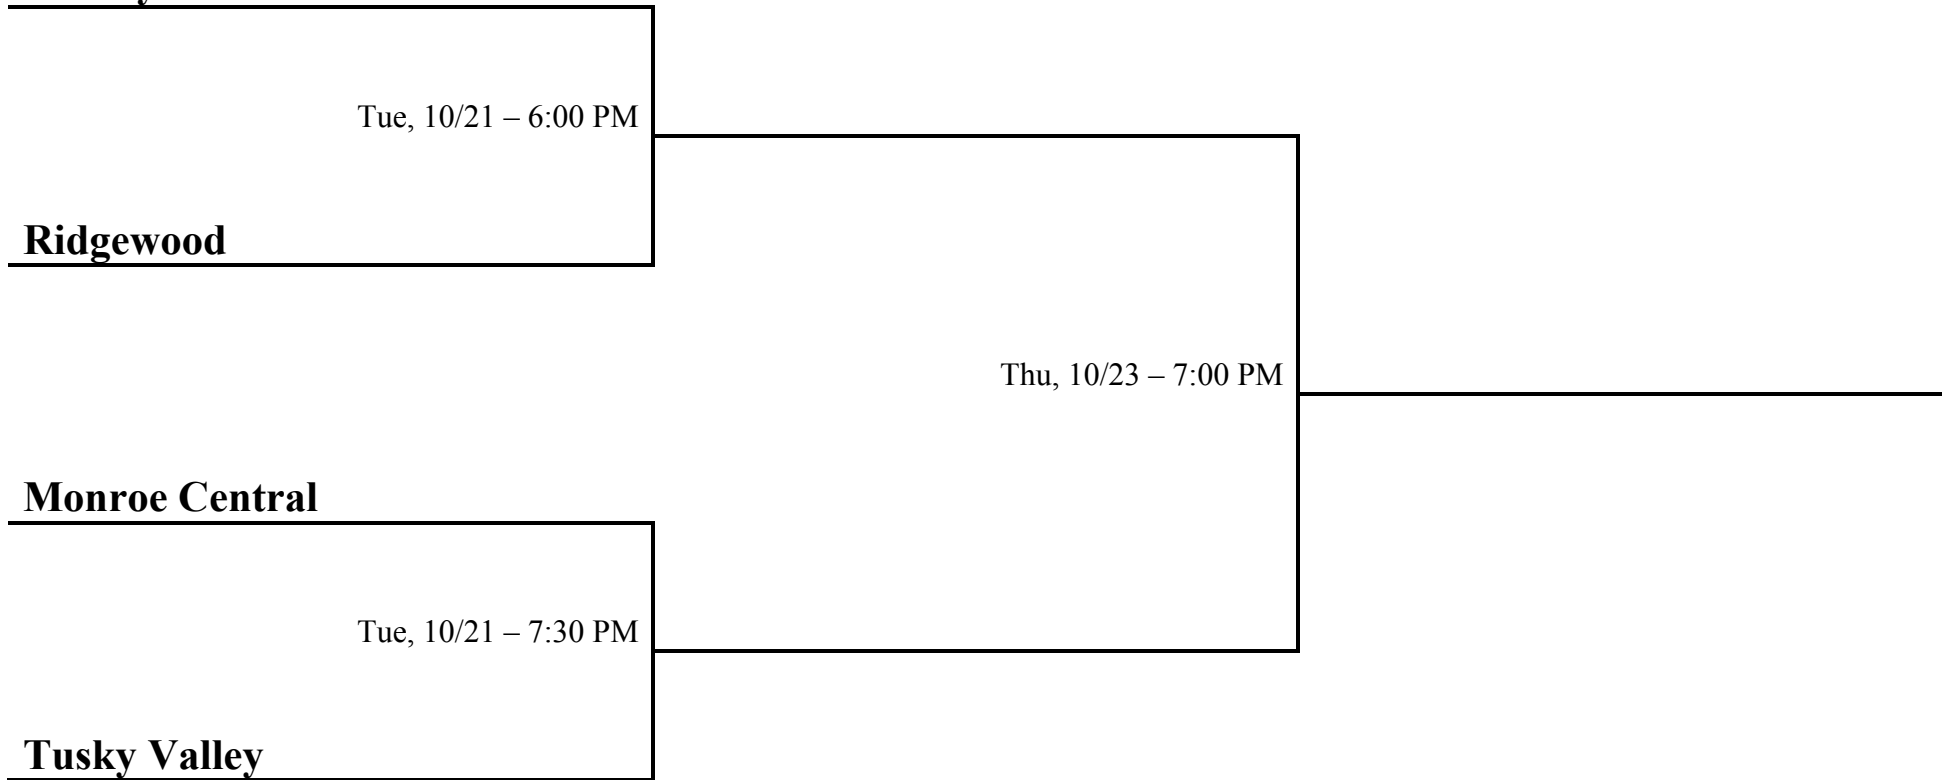 Tue, 10/21 – 6:00 PM
Ridgewood
Thu, 10/23 – 7:00 PM
Monroe Central
Tue, 10/21 – 7:30 PM
Tusky Valley